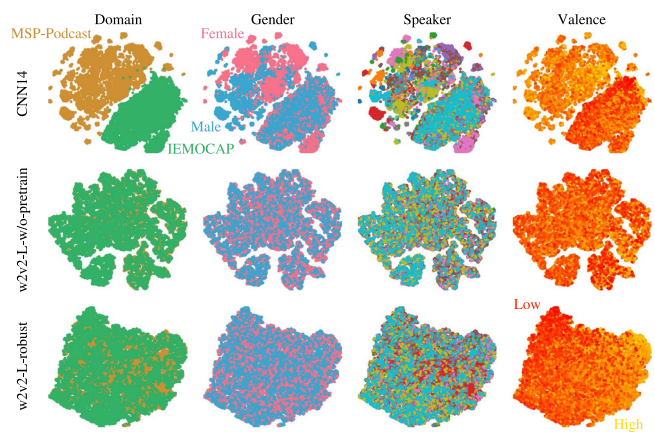 Domain Gender Speaker Valence
MSP-Podcast
Female
CNN14
Male
IEMOCAP
w2v2-L-w/o-pretrain
w2v2-L-robust
Low
High